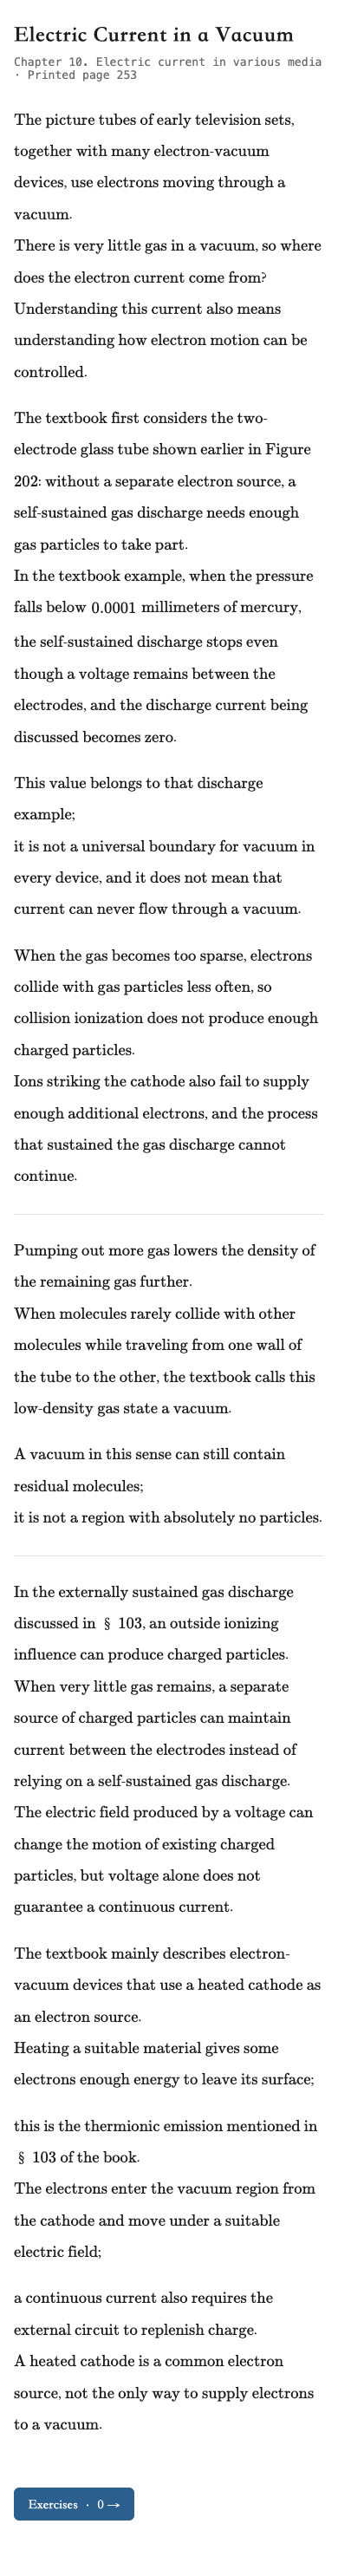 Electric Current in a Vacuum
Chapter 10. Electric current in various media
· Printed page 253
The picture tubes of early television sets,
together with many electron-vacuum
devices, use electrons moving through a
vacuum.
There is very little gas in a vacuum, so where
does the electron current come from?
Understanding this current also means
understanding how electron motion can be
controlled.
The textbook first considers the two-
electrode glass tube shown earlier in Figure
202: without a separate electron source, a
self-sustained gas discharge needs enough
gas particles to take part.
In the textbook example, when the pressure
falls below 0.0001 millimeters of mercury,
the self-sustained discharge stops even
though a voltage remains between the
electrodes, and the discharge current being
discussed becomes zero.
This value belongs to that discharge
example;
it is not a universal boundary for vacuum in
every device, and it does not mean that
current can never flow through a vacuum.
When the gas becomes too sparse, electrons
collide with gas particles less often, so
collision ionization does not produce enough
charged particles.
Ions striking the cathode also fail to supply
enough additional electrons, and the process
that sustained the gas discharge cannot
continue.
Pumping out more gas lowers the density of
the remaining gas further.
When molecules rarely collide with other
molecules while traveling from one wall of
the tube to the other, the textbook calls this
low-density gas state a vacuum.
A vacuum in this sense can still contain
residual molecules;
it is not a region with absolutely no particles.
In the externally sustained gas discharge
discussed in § 103, an outside ionizing
influence can produce charged particles.
When very little gas remains, a separate
source of charged particles can maintain
current between the electrodes instead of
relying on a self-sustained gas discharge.
The electric field produced by a voltage can
change the motion of existing charged
particles, but voltage alone does not
guarantee a continuous current.
The textbook mainly describes electron-
vacuum devices that use a heated cathode as
an electron source.
Heating a suitable material gives some
electrons enough energy to leave its surface;
this is the thermionic emission mentioned in
§ 103 of the book.
The electrons enter the vacuum region from
the cathode and move under a suitable
electric field;
a continuous current also requires the
external circuit to replenish charge.
A heated cathode is a common electron
source, not the only way to supply electrons
to a vacuum.
Exercises · 0 →